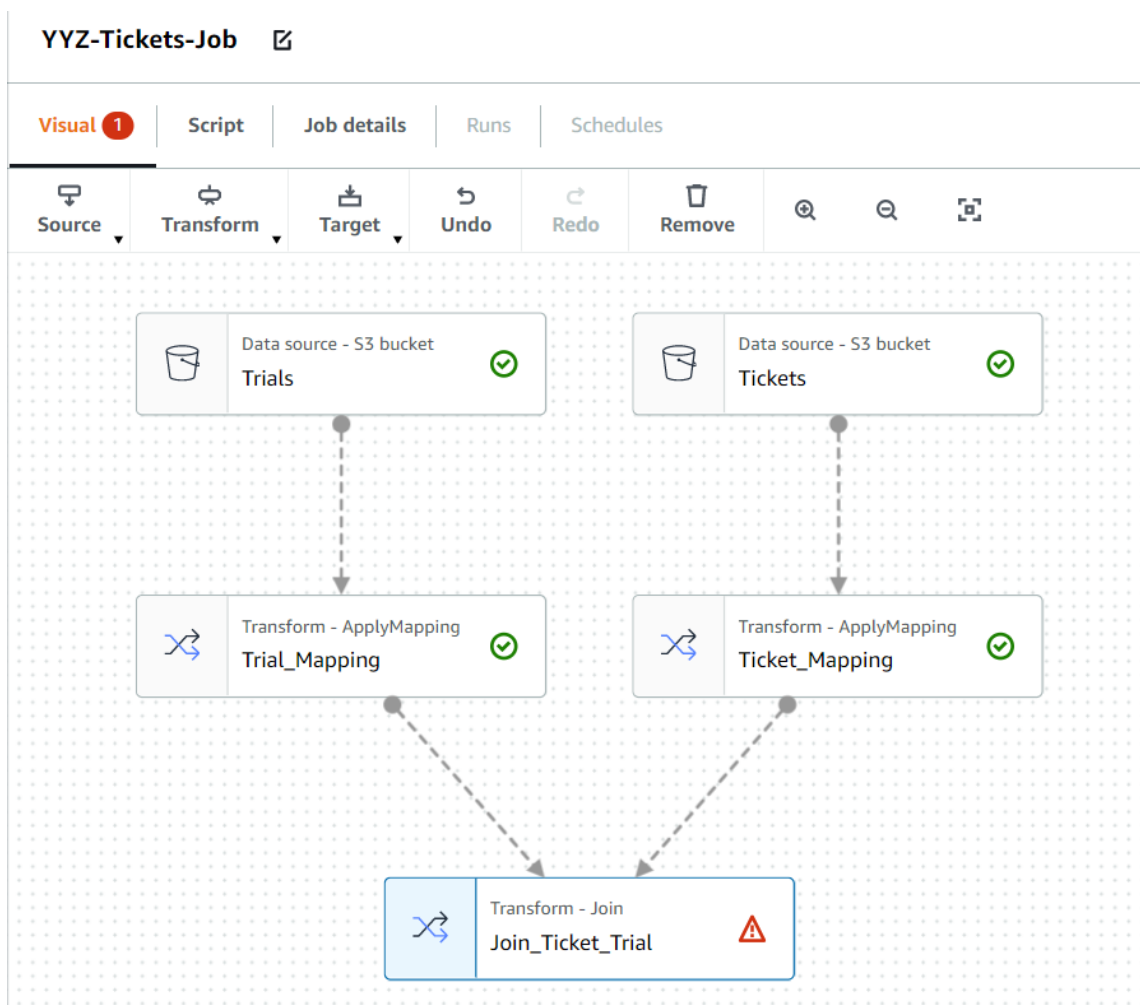 YYZ-Tickets-Job
Visual 1 Script Job details Runs Schedules
Source Transform Target Undo Redo Remove
Data source - S3 bucket
Trials
Data source - S3 bucket
Tickets
Transform - ApplyMapping
Trial_Mapping
Transform - ApplyMapping
Ticket_Mapping
Transform - Join
Join_Ticket_Trial